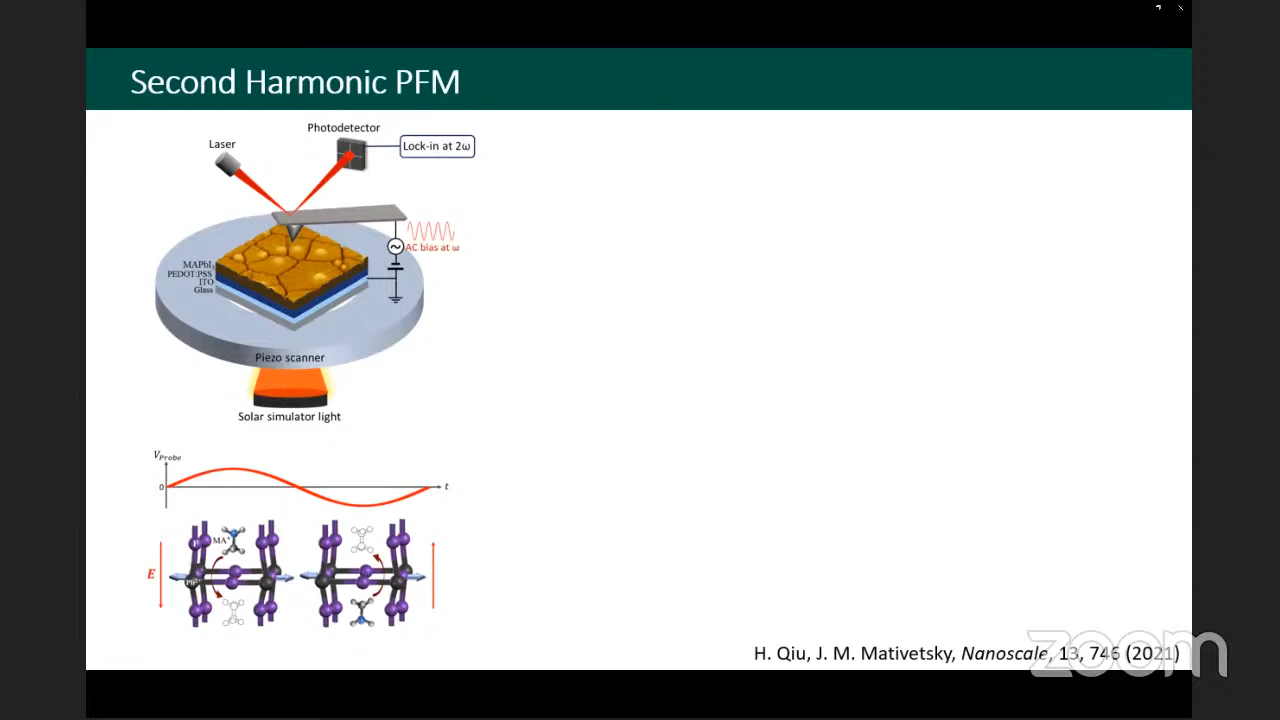 Second Harmonic PFM
Photodetector
Laser
Lock-in at 2ω
AC bias at ω
MAPbI3
PEDOT:PSS
ITO
Glass
Piezo scanner
Solar simulator light
VProbe
0
t
I-
MA+
E
Pb2+
H. Qiu, J. M. Mativetsky, Nanoscale, 13, 746 (2021)
zoom